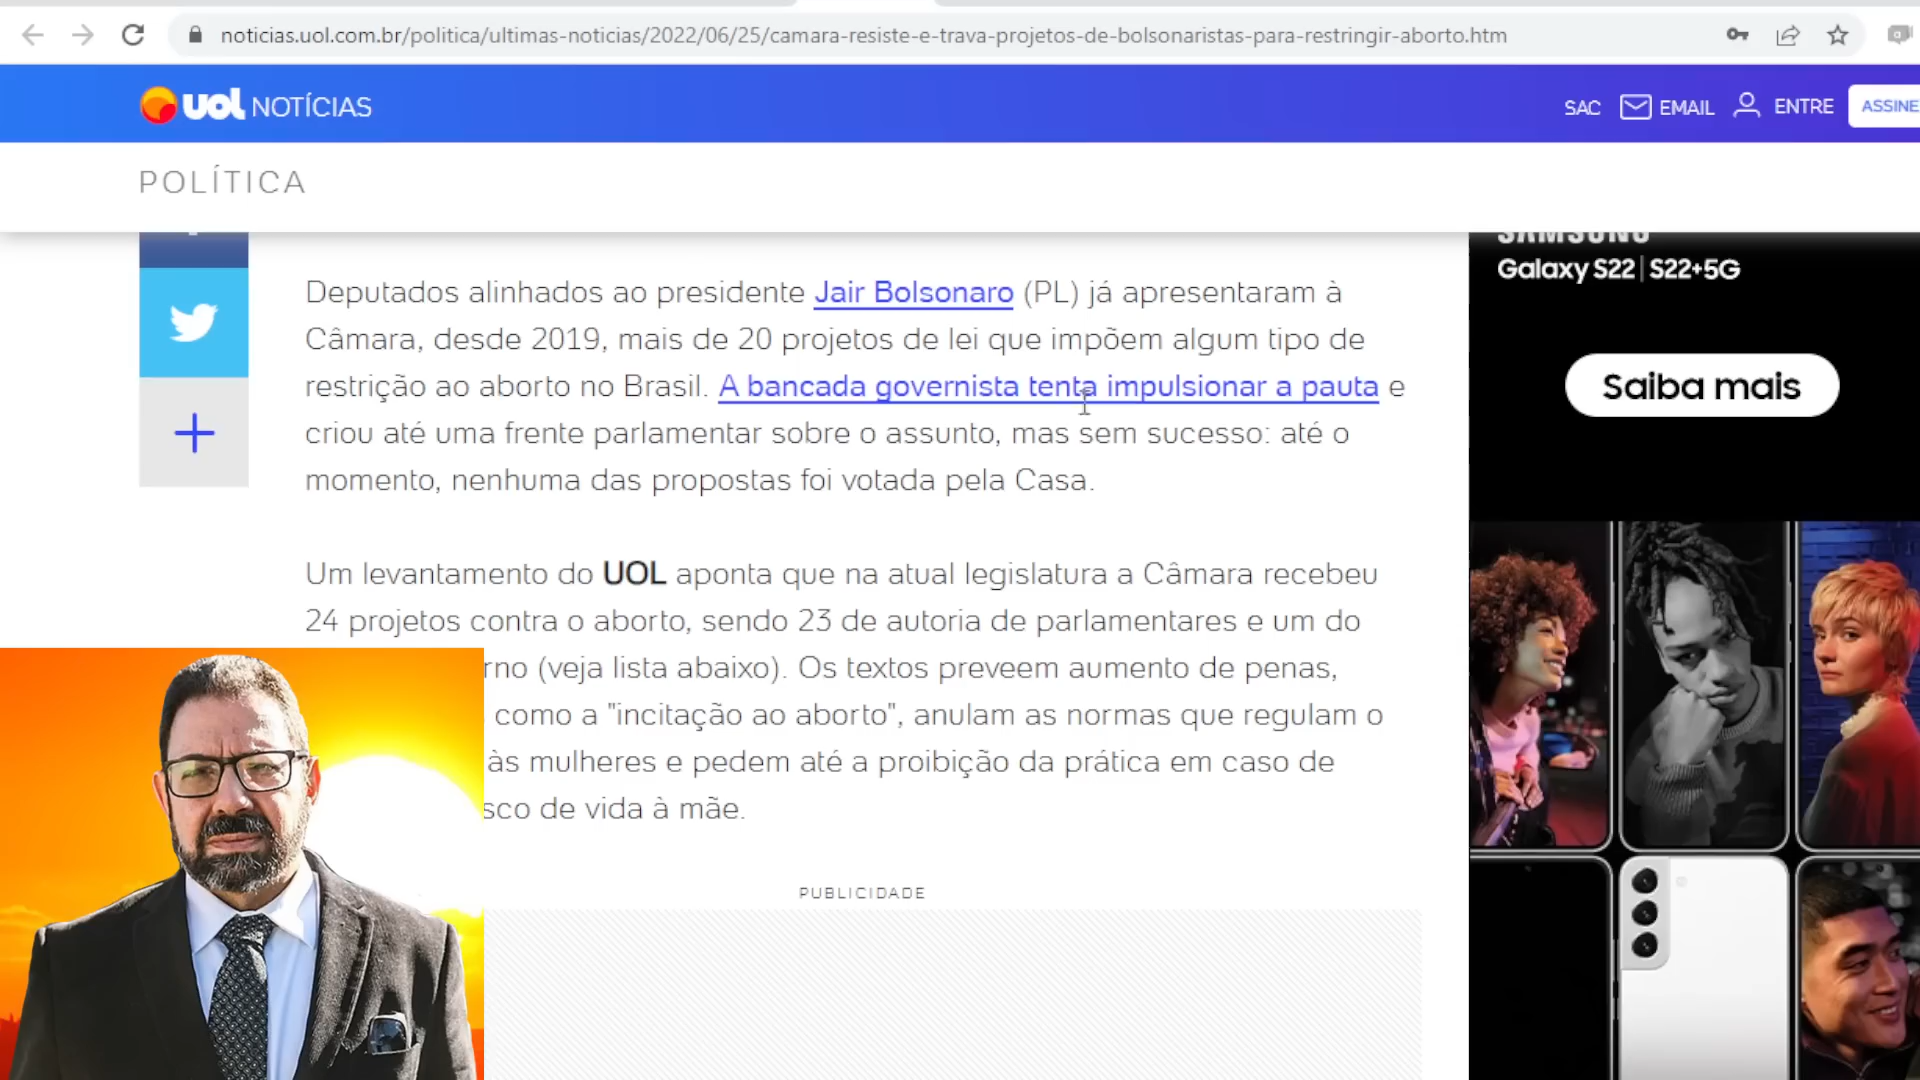 noticias.uol.com.br/politica/ultimas-noticias/2022/06/25/camara-resiste-e-trava-projetos-de-bolsonaristas-para-restringir-aborto.htm
uol NOTÍCIAS
SAC EMAIL ENTRE ASSINE
POLÍTICA
SAMSUNG
Galaxy S22 | S22+5G
Saiba mais
Deputados alinhados ao presidente Jair Bolsonaro (PL) já apresentaram à
Câmara, desde 2019, mais de 20 projetos de lei que impõem algum tipo de
restrição ao aborto no Brasil. A bancada governista tenta impulsionar a pauta e
criou até uma frente parlamentar sobre o assunto, mas sem sucesso: até o
momento, nenhuma das propostas foi votada pela Casa.
Um levantamento do UOL aponta que na atual legislatura a Câmara recebeu
24 projetos contra o aborto, sendo 23 de autoria de parlamentares e um do
rno (veja lista abaixo). Os textos preveem aumento de penas,
como a "incitação ao aborto", anulam as normas que regulam o
às mulheres e pedem até a proibição da prática em caso de
sco de vida à mãe.
PUBLICIDADE